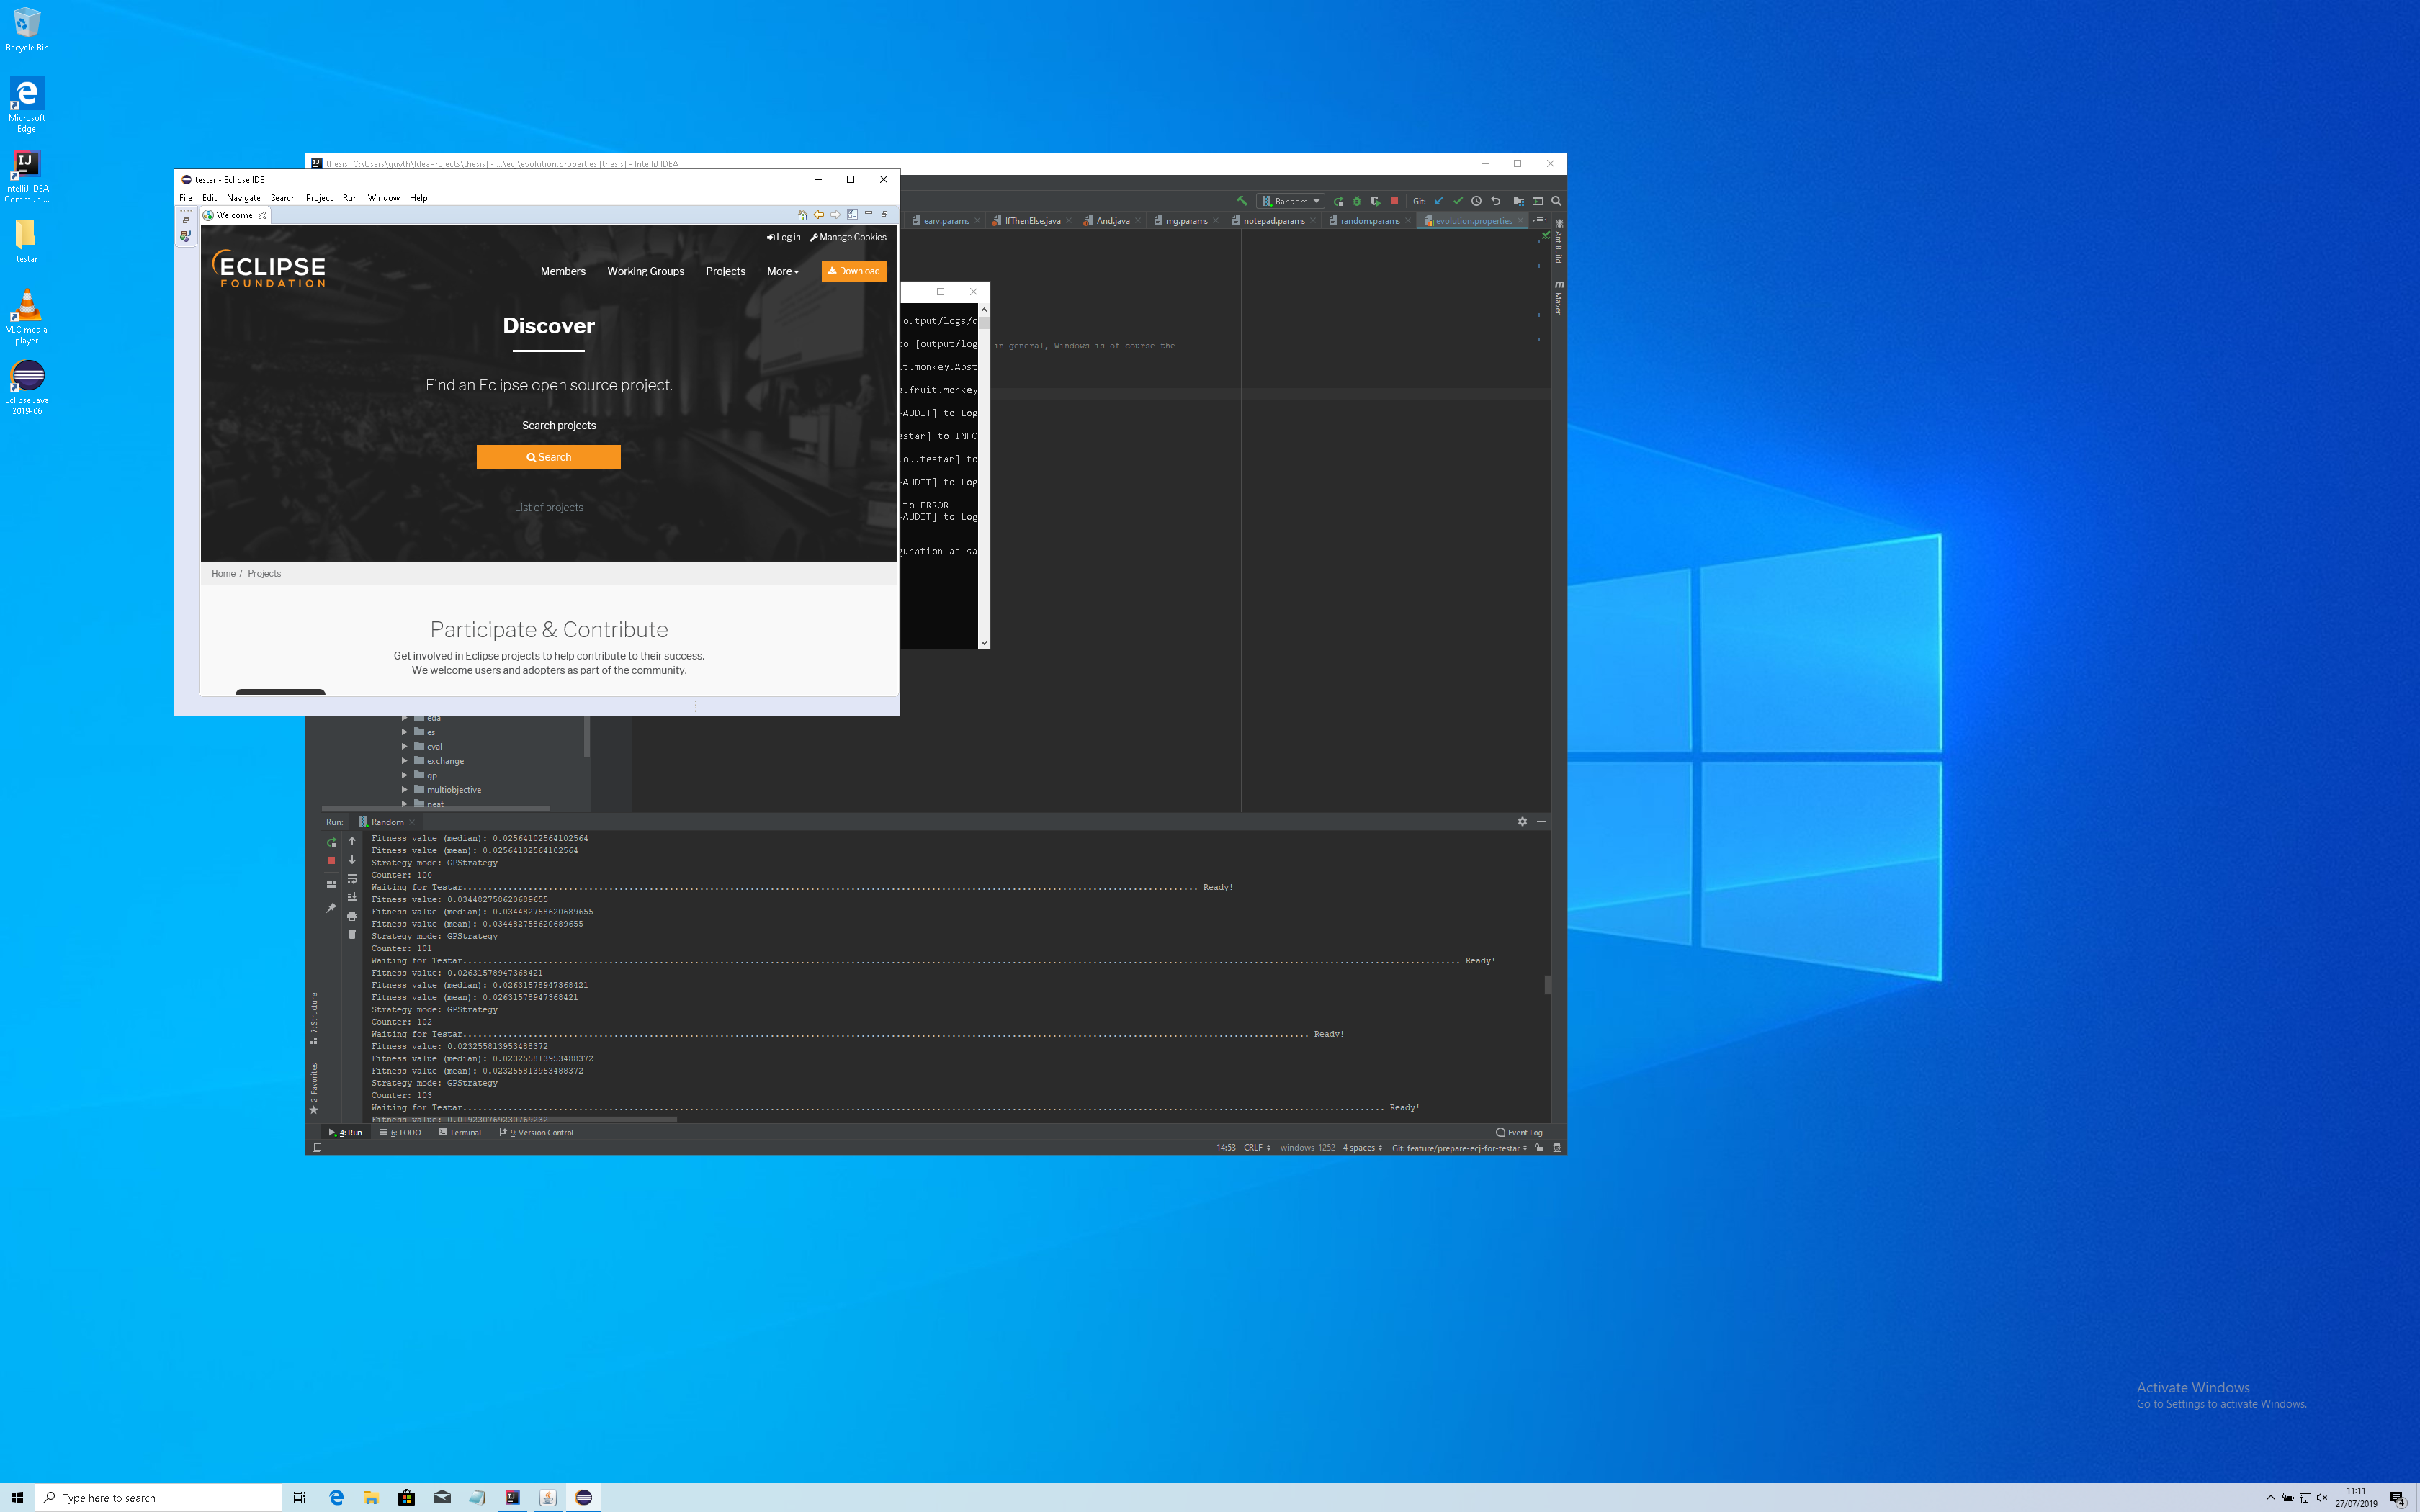 Recycle Bin
Microsoft
Edge
IntelliJ IDEA
Communi...
testar
VLC media
player
Eclipse Java
2019-06
thesis [C:\Users\guyth\IdeaProjects\thesis] - ...\ecj\evolution.properties [thesis] - IntelliJ IDEA
testar - Eclipse IDE
File Edit Navigate Search Project Run Window Help
Welcome
Log in Manage Cookies
ECLIPSE
FOUNDATION
Members Working Groups Projects More Download
Discover
Find an Eclipse open source project.
Search projects
Search
List of projects
Home / Projects
Participate & Contribute
Get involved in Eclipse projects to help contribute to their success.
We welcome users and adopters as part of the community.
Random Git:
earv.params IfThenElse.java And.java mg.params notepad.params random.params evolution.properties
Ant Build
Maven
output/logs/d
to [output/log
in general, Windows is of course the
it.monkey.Abst
g.fruit.monkey
-AUDIT] to Log
estar] to INFO
ou.testar] to
-AUDIT] to Log
to ERROR
-AUDIT] to Log
guration as sa
eda
es
eval
exchange
gp
multiobjective
neat
Run: Random
Fitness value (median): 0.02564102564102564
Fitness value (mean): 0.02564102564102564
Strategy mode: GPStrategy
Counter: 100
Waiting for Testar.................................................................................................................................................. Ready!
Fitness value: 0.034482758620689655
Fitness value (median): 0.034482758620689655
Fitness value (mean): 0.034482758620689655
Strategy mode: GPStrategy
Counter: 101
Waiting for Testar...................................................................................................................................................................................................... Ready!
Fitness value: 0.02631578947368421
Fitness value (median): 0.02631578947368421
Fitness value (mean): 0.02631578947368421
Strategy mode: GPStrategy
Counter: 102
Waiting for Testar........................................................................................................................................................................ Ready!
Fitness value: 0.023255813953488372
Fitness value (median): 0.023255813953488372
Fitness value (mean): 0.023255813953488372
Strategy mode: GPStrategy
Counter: 103
Waiting for Testar....................................................................................................................................................................................... Ready!
Fitness value: 0.019230769230769232
7: Structure
2: Favorites
4: Run 6: TODO Terminal 9: Version Control Event Log
14:53 CRLF windows-1252 4 spaces Git: feature/prepare-ecj-for-testar
Activate Windows
Go to Settings to activate Windows.
Type here to search
11:11
27/07/2019
4